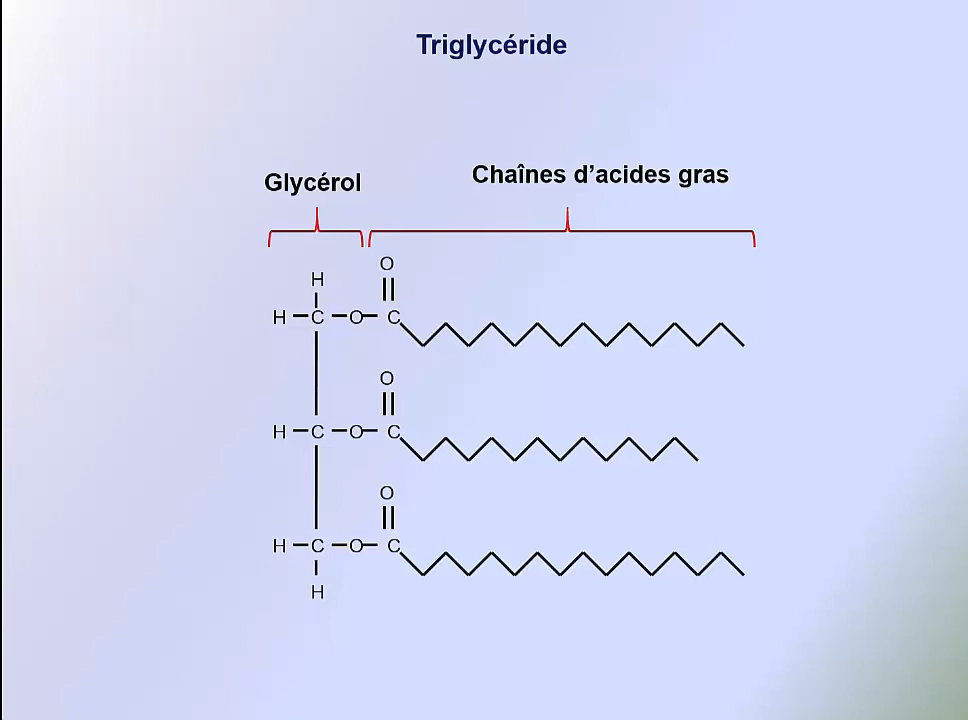 Triglycéride
Glycérol
Chaînes d’acides gras
O
H
H C O C
O
H C O C
O
H C O C
H